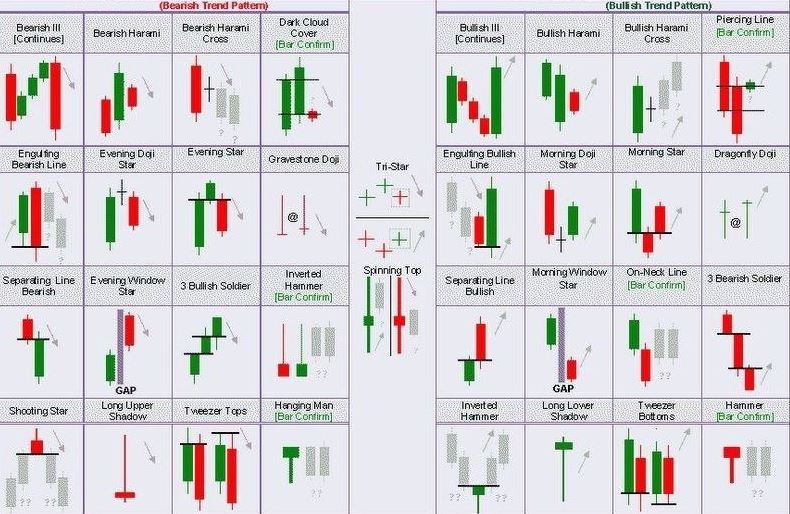 (Bearish Trend Pattern)
(Bullish Trend Pattern)
Bearish III
[Continues]
Bearish Harami
Bearish Harami
Cross
Dark Cloud
Cover
[Bar Confirm]
Bullish III
[Continues]
Bullish Harami
Bullish Harami
Cross
Piercing Line
[Bar Confirm]
?
?
?
?
?
?
Engulfing
Bearish Line
Evening Doji
Star
Evening Star
Gravestone Doji
Tri-Star
Engulfing Bullish
Line
Morning Doji
Star
Morning Star
Dragonfly Doji
@
@
?
?
?
?
Separating Line
Bearish
Evening Window
Star
3 Bullish Soldier
Inverted
Hammer
[Bar Confirm]
Spinning Top
Separating Line
Bullish
Morning Window
Star
On-Neck Line
[Bar Confirm]
3 Bearish Soldier
?
?
??
??
GAP
GAP
Shooting Star
Long Upper
Shadow
Tweezer Tops
Hanging Man
[Bar Confirm]
Inverted
Hammer
Long Lower
Shadow
Tweezer
Bottoms
Hammer
[Bar Confirm]
??
??
??
??
??
??